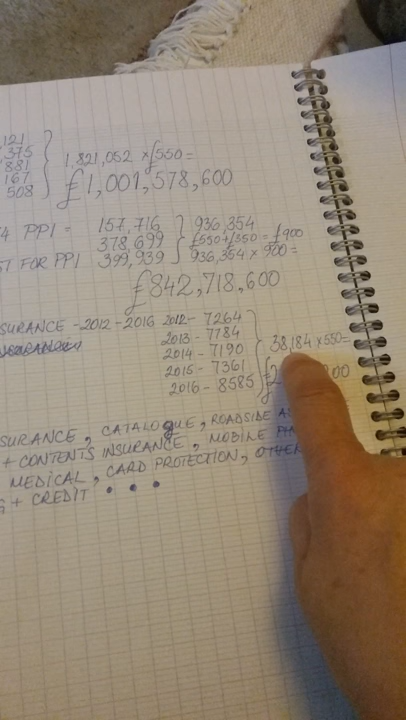 ,121
375
881
167
508
1,821,052 x £550 =
£1,001,578,600
PPI = 157,716
378,699
ST FOR PPI 399,939
936,354
£550 + £350 = £900
936,354 x 900 =
£842,718,600
SURANCE - 2012 - 2016 2012 - 7264
2013 - 7784
2014 - 7190
2015 - 7361
2016 - 8585
38,184 x 550 =
£2 00
SURANCE, CATALOGUE, ROADSIDE
+ CONTENTS INSURANCE, MOBILE
MEDICAL, CARD PROTECTION,
+ CREDIT • • •